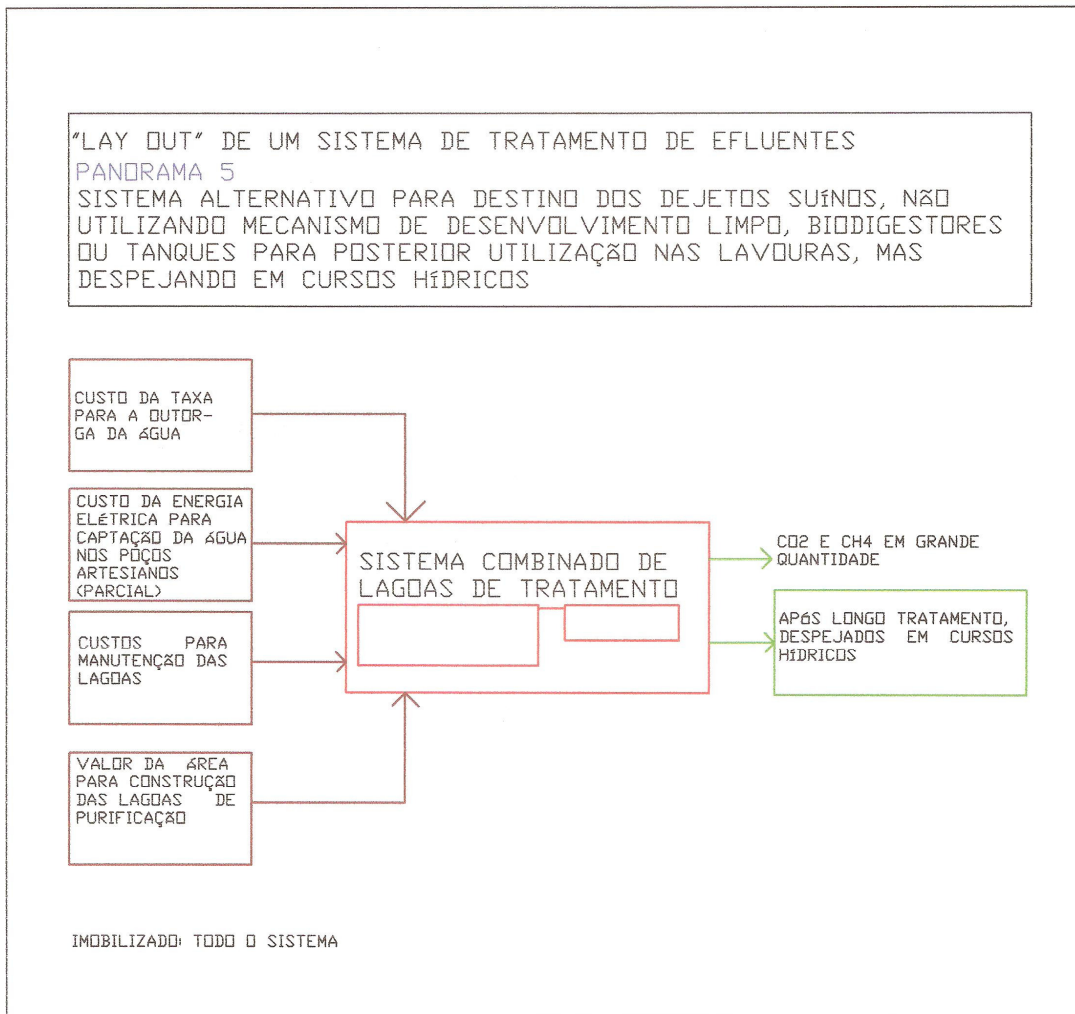 "LAY OUT" DE UM SISTEMA DE TRATAMENTO DE EFLUENTES
PANORAMA 5
SISTEMA ALTERNATIVO PARA DESTINO DOS DEJETOS SUÍNOS, NÃO
UTILIZANDO MECANISMO DE DESENVOLVIMENTO LIMPO, BIODIGESTORES
OU TANQUES PARA POSTERIOR UTILIZAÇÃO NAS LAVOURAS, MAS
DESPEJANDO EM CURSOS HÍDRICOS
CUSTO DA TAXA
PARA A OUTOR-
GA DA ÁGUA
CUSTO DA ENERGIA
ELÉTRICA PARA
CAPTAÇÃO DA ÁGUA
NOS POÇOS
ARTESIANOS
(PARCIAL)
CUSTOS PARA
MANUTENÇÃO DAS
LAGOAS
VALOR DA ÁREA
PARA CONSTRUÇÃO
DAS LAGOAS DE
PURIFICAÇÃO
SISTEMA COMBINADO DE
LAGOAS DE TRATAMENTO
CO2 E CH4 EM GRANDE
QUANTIDADE
APÓS LONGO TRATAMENTO,
DESPEJADOS EM CURSOS
HÍDRICOS
IMOBILIZADO: TODO O SISTEMA